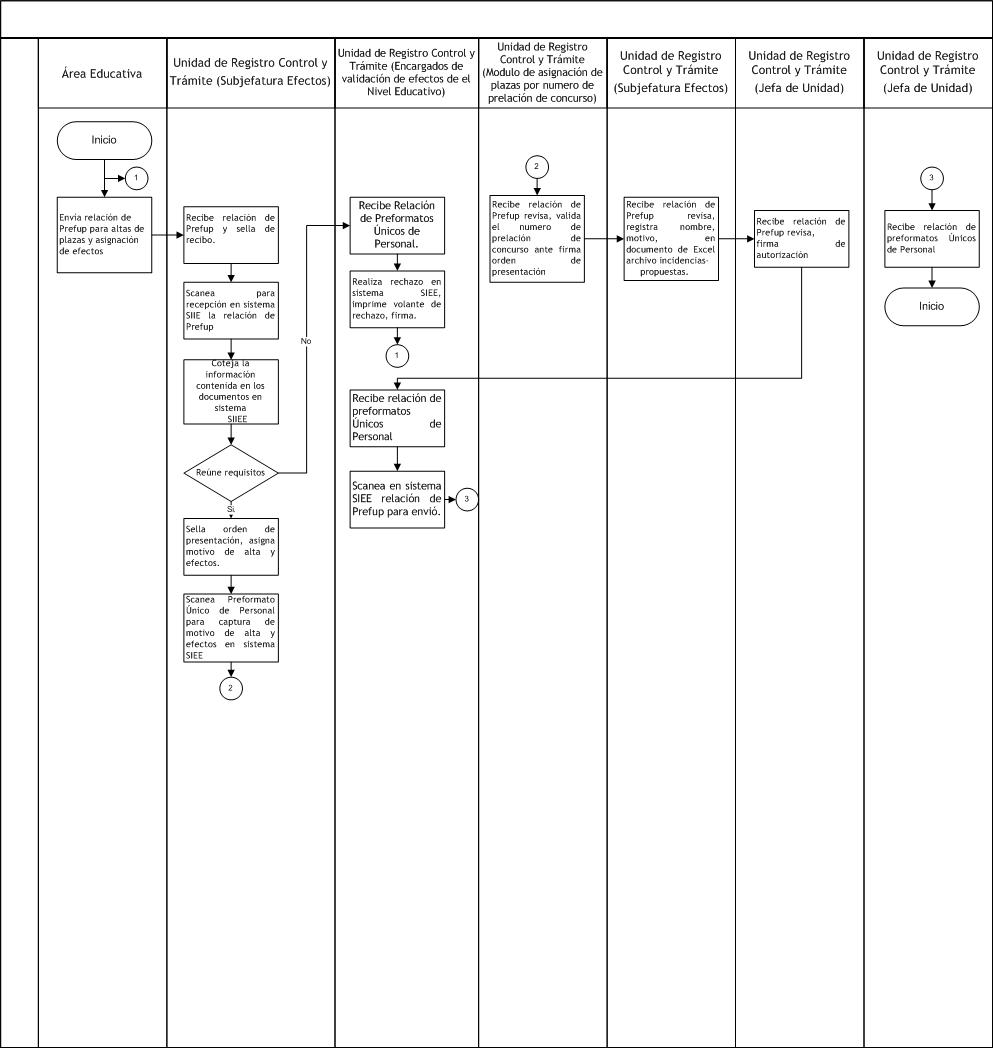 Área Educativa
Unidad de Registro Control y
Trámite (Subjefatura Efectos)
Unidad de Registro Control y
Trámite (Encargados de
validación de efectos de el
Nivel Educativo)
Unidad de Registro
Control y Trámite
(Modulo de asignación de
plazas por numero de
prelación de concurso)
Unidad de Registro
Control y Trámite
(Subjefatura Efectos)
Unidad de Registro
Control y Trámite
(Jefa de Unidad)
Unidad de Registro
Control y Trámite
(Jefa de Unidad)
Inicio
1
Envía relación de
Prefup para altas de
plazas y asignación
de efectos
Recibe relación de
Prefup y sella de
recibo.
Scanea para
recepción en sistema
SIIE la relación de
Prefup
Coteja la
información
contenida en los
documentos en
sistema
SIIEE
Reúne requisitos
No
Si
Sella orden de
presentación, asigna
motivo de alta y
efectos.
Scanea Preformato
Único de Personal
para captura de
motivo de alta y
efectos en sistema
SIEE
2
Recibe Relación
de Preformatos
Únicos de
Personal.
Realiza rechazo en
sistema SIEE,
imprime volante de
rechazo, firma.
1
Recibe relación de
preformatos
Únicos de
Personal
Scanea en sistema
SIEE relación de
Prefup para envió.
3
2
Recibe relación de
Prefup revisa, valida
el numero de
prelación de
concurso ante firma
orden de
presentación
Recibe relación de
Prefup revisa,
registra nombre,
motivo, en
documento de Excel
archivo incidencias-
propuestas.
Recibe relación de
Prefup revisa,
firma de
autorización
3
Recibe relación de
preformatos Únicos
de Personal
Inicio